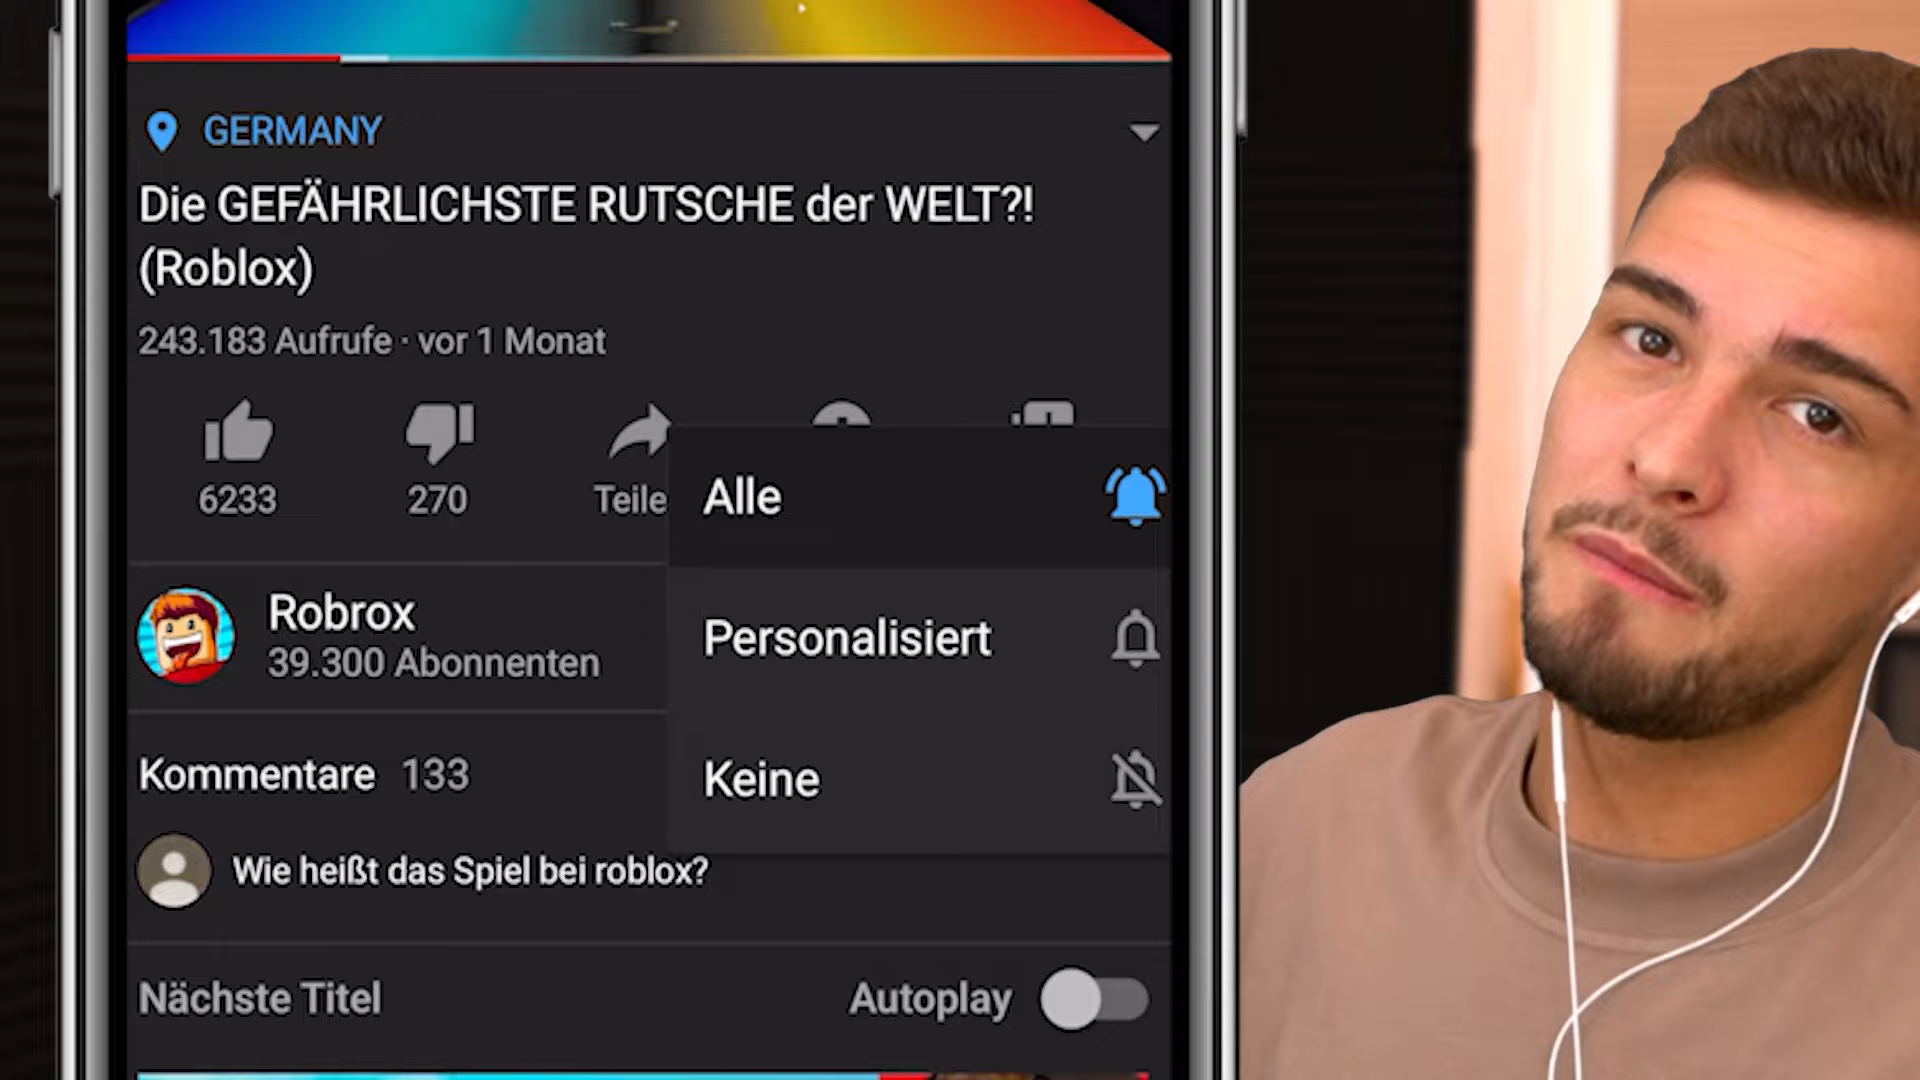 GERMANY
Die GEFÄHRLICHSTE RUTSCHE der WELT?!
(Roblox)
243.183 Aufrufe · vor 1 Monat
6233
270
Teile
Alle
Robrox
39.300 Abonnenten
Personalisiert
Kommentare 133
Keine
Wie heißt das Spiel bei roblox?
Nächste Titel
Autoplay